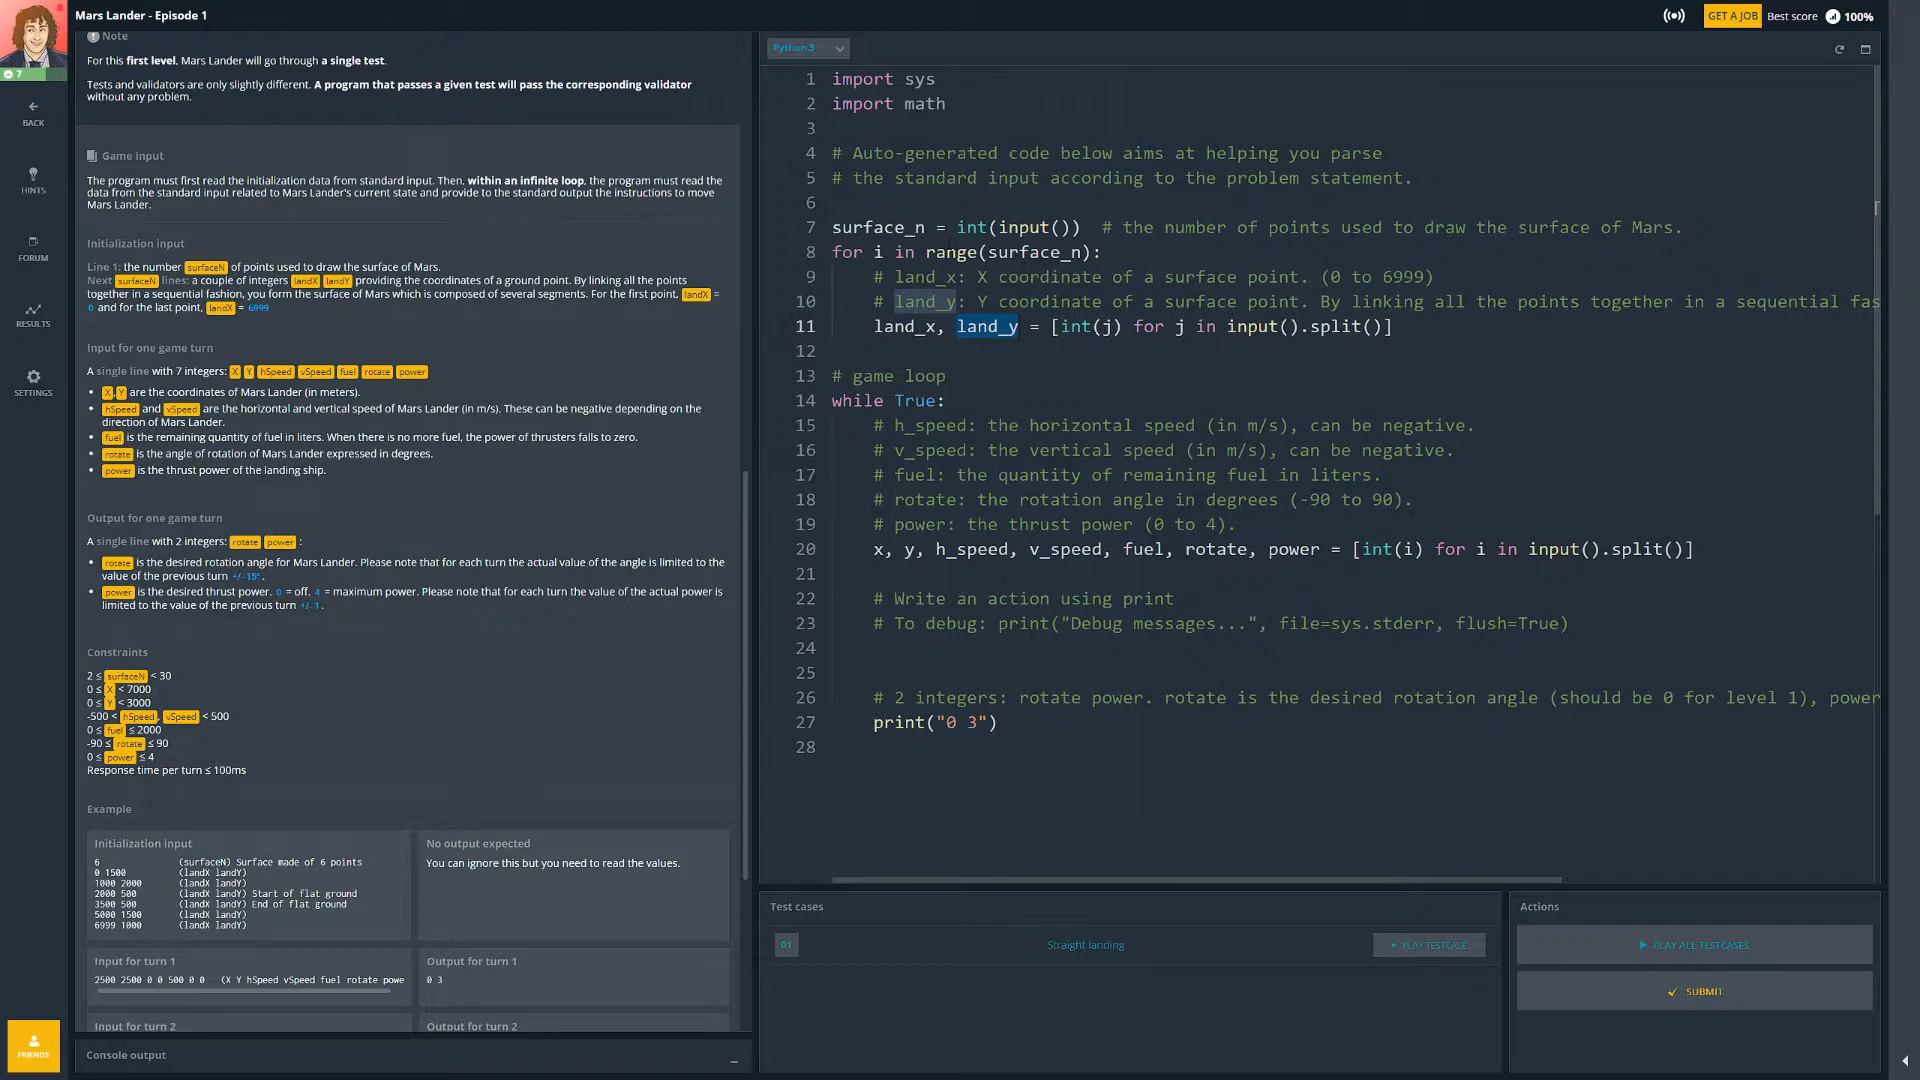 Mars Lander - Episode 1
GET A JOB
Best score
100%
7
BACK
HINTS
FORUM
RESULTS
SETTINGS
FRIENDS
Note
For this first level, Mars Lander will go through a single test.
Tests and validators are only slightly different. A program that passes a given test will pass the corresponding validator
without any problem.
Game Input
The program must first read the initialization data from standard input. Then, within an infinite loop, the program must read the
data from the standard input related to Mars Lander's current state and provide to the standard output the instructions to move
Mars Lander.
Initialization input
Line 1: the number surfaceN of points used to draw the surface of Mars.
Next surfaceN lines: a couple of integers landX landY providing the coordinates of a ground point. By linking all the points
together in a sequential fashion, you form the surface of Mars which is composed of several segments. For the first point, landX =
0 and for the last point, landX = 6999
Input for one game turn
A single line with 7 integers: X Y hSpeed vSpeed fuel rotate power
X,Y are the coordinates of Mars Lander (in meters).
hSpeed and vSpeed are the horizontal and vertical speed of Mars Lander (in m/s). These can be negative depending on the
direction of Mars Lander.
fuel is the remaining quantity of fuel in liters. When there is no more fuel, the power of thrusters falls to zero.
rotate is the angle of rotation of Mars Lander expressed in degrees.
power is the thrust power of the landing ship.
Output for one game turn
A single line with 2 integers: rotate power :
rotate is the desired rotation angle for Mars Lander. Please note that for each turn the actual value of the angle is limited to the
value of the previous turn +/- 15°.
power is the desired thrust power. 0 = off, 4 = maximum power. Please note that for each turn the value of the actual power is
limited to the value of the previous turn +/- 1.
Constraints
2 ≤ surfaceN < 30
0 ≤ X < 7000
0 ≤ Y < 3000
-500 < hSpeed, vSpeed < 500
0 ≤ fuel ≤ 2000
-90 ≤ rotate ≤ 90
0 ≤ power ≤ 4
Response time per turn ≤ 100ms
Example
Initialization input
6 (surfaceN) Surface made of 6 points
0 1500 (landX landY)
1000 2000 (landX landY)
2000 500 (landX landY) Start of flat ground
3500 500 (landX landY) End of flat ground
5000 1500 (landX landY)
6999 1000 (landX landY)
No output expected
You can ignore this but you need to read the values.
Input for turn 1
2500 2500 0 0 500 0 0 (X Y hSpeed vSpeed fuel rotate powe
Output for turn 1
0 3
Input for turn 2
Output for turn 2
Console output
Python 3
1 import sys
2 import math
3
4 # Auto-generated code below aims at helping you parse
5 # the standard input according to the problem statement.
6
7 surface_n = int(input())  # the number of points used to draw the surface of Mars.
8 for i in range(surface_n):
9     # land_x: X coordinate of a surface point. (0 to 6999)
10     # land_y: Y coordinate of a surface point. By linking all the points together in a sequential fas
11     land_x, land_y = [int(j) for j in input().split()]
12
13 # game loop
14 while True:
15     # h_speed: the horizontal speed (in m/s), can be negative.
16     # v_speed: the vertical speed (in m/s), can be negative.
17     # fuel: the quantity of remaining fuel in liters.
18     # rotate: the rotation angle in degrees (-90 to 90).
19     # power: the thrust power (0 to 4).
20     x, y, h_speed, v_speed, fuel, rotate, power = [int(i) for i in input().split()]
21
22     # Write an action using print
23     # To debug: print("Debug messages...", file=sys.stderr, flush=True)
24
25
26     # 2 integers: rotate power. rotate is the desired rotation angle (should be 0 for level 1), power
27     print("0 3")
28
Test cases
01
Straight landing
PLAY TESTCASE
Actions
PLAY ALL TESTCASES
SUBMIT